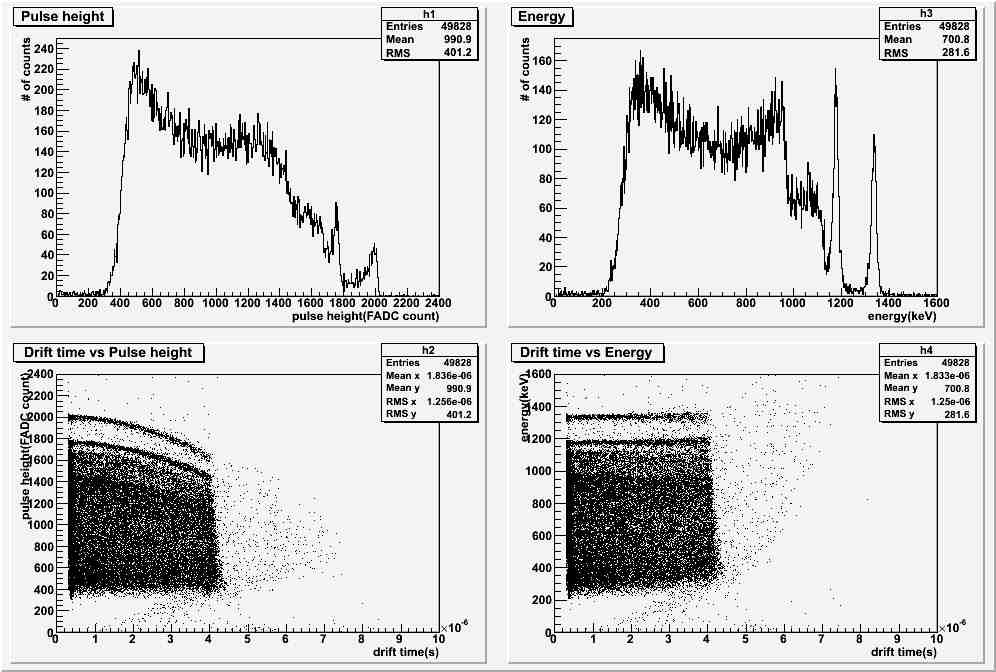 Pulse height
h1
Entries 49828
Mean 990.9
RMS 401.2
# of counts
240
220
200
180
160
140
120
100
80
60
40
20
0
0 200 400 600 800 1000 1200 1400 1600 1800 2000 2200 2400
pulse height(FADC count)
Energy
h3
Entries 49828
Mean 700.8
RMS 281.6
# of counts
160
140
120
100
80
60
40
20
0
0 200 400 600 800 1000 1200 1400 1600
energy(keV)
Drift time vs Pulse height
h2
Entries 49828
Mean x 1.836e-06
Mean y 990.9
RMS x 1.256e-06
RMS y 401.2
pulse height(FADC count)
2400
2200
2000
1800
1600
1400
1200
1000
800
600
400
200
0
0 1 2 3 4 5 6 7 8 9 10
×10⁻⁶
drift time(s)
Drift time vs Energy
h4
Entries 49828
Mean x 1.833e-06
Mean y 700.8
RMS x 1.25e-06
RMS y 281.6
energy(keV)
1600
1400
1200
1000
800
600
400
200
0
0 1 2 3 4 5 6 7 8 9 10
×10⁻⁶
drift time(s)